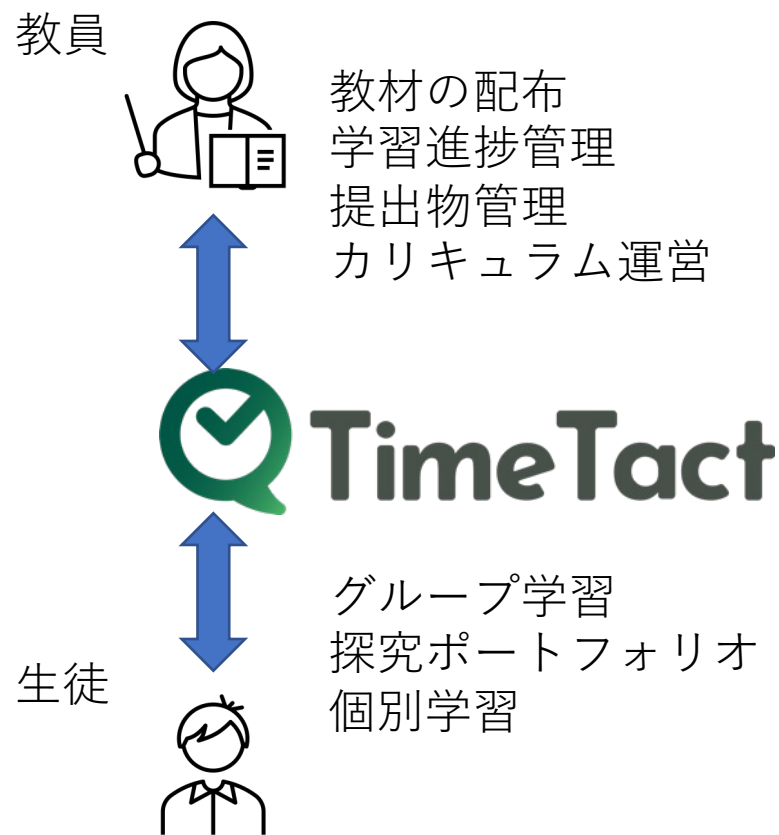 教員
教材の配布
学習進捗管理
提出物管理
カリキュラム運営
TimeTact
グループ学習
探究ポートフォリオ
個別学習
生徒